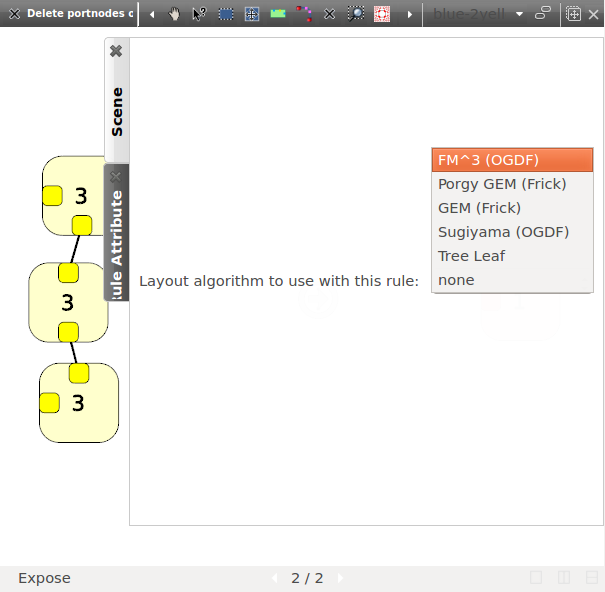 Delete portnodes c
blue-2yell
Scene
Rule Attribute
3
3
3
FM^3 (OGDF)
Porgy GEM (Frick)
GEM (Frick)
Sugiyama (OGDF)
Tree Leaf
none
Layout algorithm to use with this rule:
Expose
2 / 2